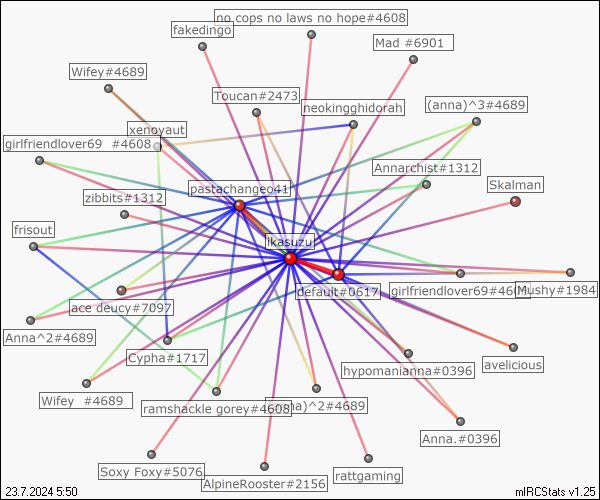 no cops no laws no hope#4608
fakedingo
Mad #6901
Wifey#4689
Toucan#2473
neokingghidorah
(anna)^3#4689
xenoyaut
girlfriendlover69 #4608
Annarchist#1312
pastachangeo41
Skalman
zibbits#1312
frisout
ikasuzu
default#0617
girlfriendlover69#46
Mushy#1984
ace deucy#7097
Anna^2#4689
Cypha#1717
avelicious
hypomanianna#0396
Wifey #4689
ramshackle gorey#4608
na)^2#4689
Anna.#0396
Soxy Foxy#5076
AlpineRooster#2156
rattgaming
23.7.2024 5:50
mIRCStats v1.25